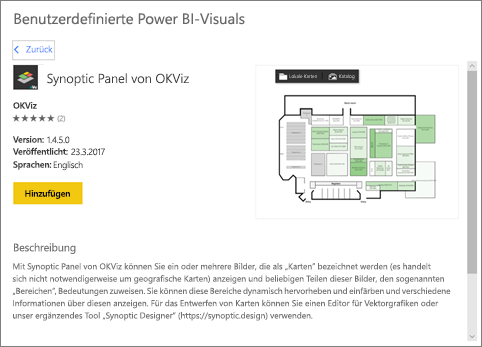 Benutzerdefinierte Power BI-Visuals
Zurück
Synoptic Panel von OKViz
OKViz
(2)
Version: 1.4.5.0
Veröffentlicht: 23.3.2017
Sprachen: Englisch
Hinzufügen
Lokale Karten
Katalog
Beschreibung
Mit Synoptic Panel von OKViz können Sie ein oder mehrere Bilder, die als „Karten" bezeichnet werden (es handelt
sich nicht notwendigerweise um geografische Karten) anzeigen und beliebigen Teilen dieser Bilder, den sogenannten
„Bereichen", Bedeutungen zuweisen. Sie können diese Bereiche dynamisch hervorheben und einfärben und verschiedene
Informationen über diesen anzeigen. Für das Entwerfen von Karten können Sie einen Editor für Vektorgrafiken oder
unser ergänzendes Tool „Synoptic Designer" (https://synoptic.design) verwenden.